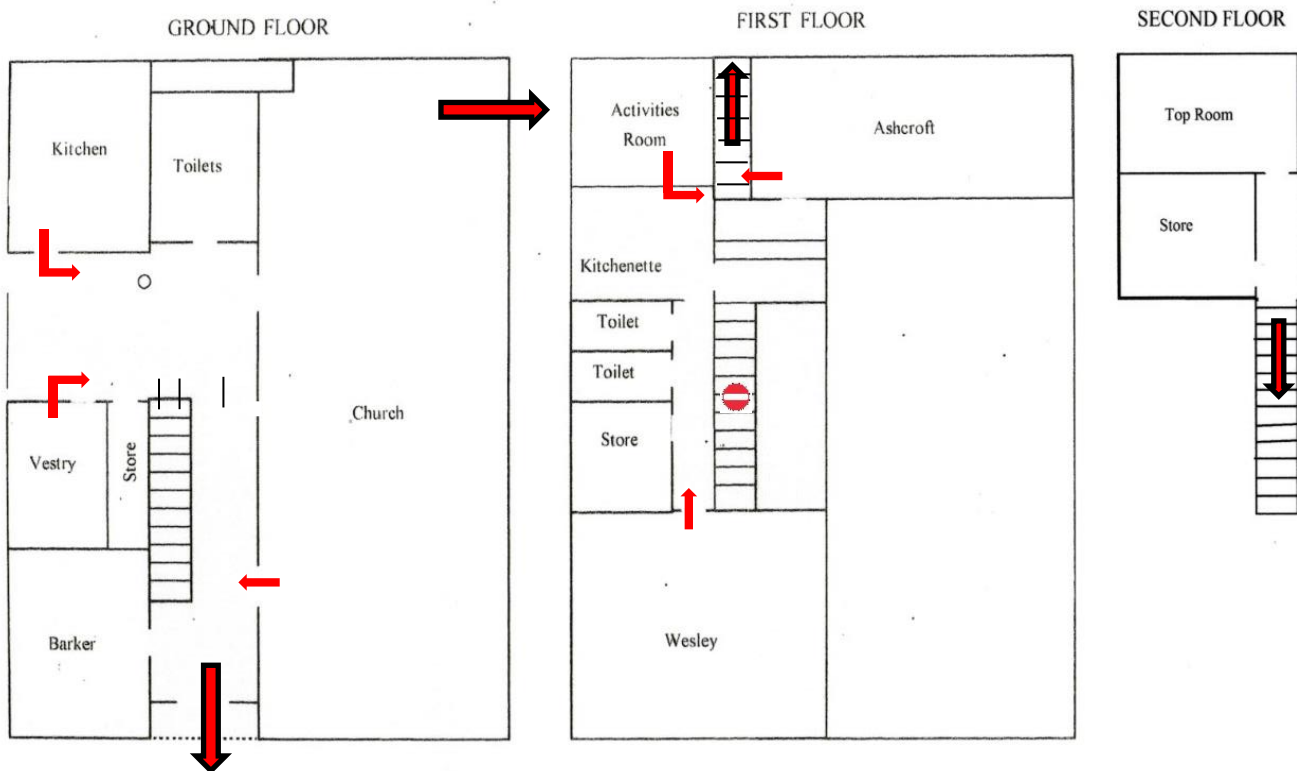 GROUND FLOOR
Kitchen
Toilets
Church
Vestry
Store
Barker
FIRST FLOOR
Activities
Room
Ashcroft
Kitchenette
Toilet
Toilet
Store
Wesley
SECOND FLOOR
Top Room
Store